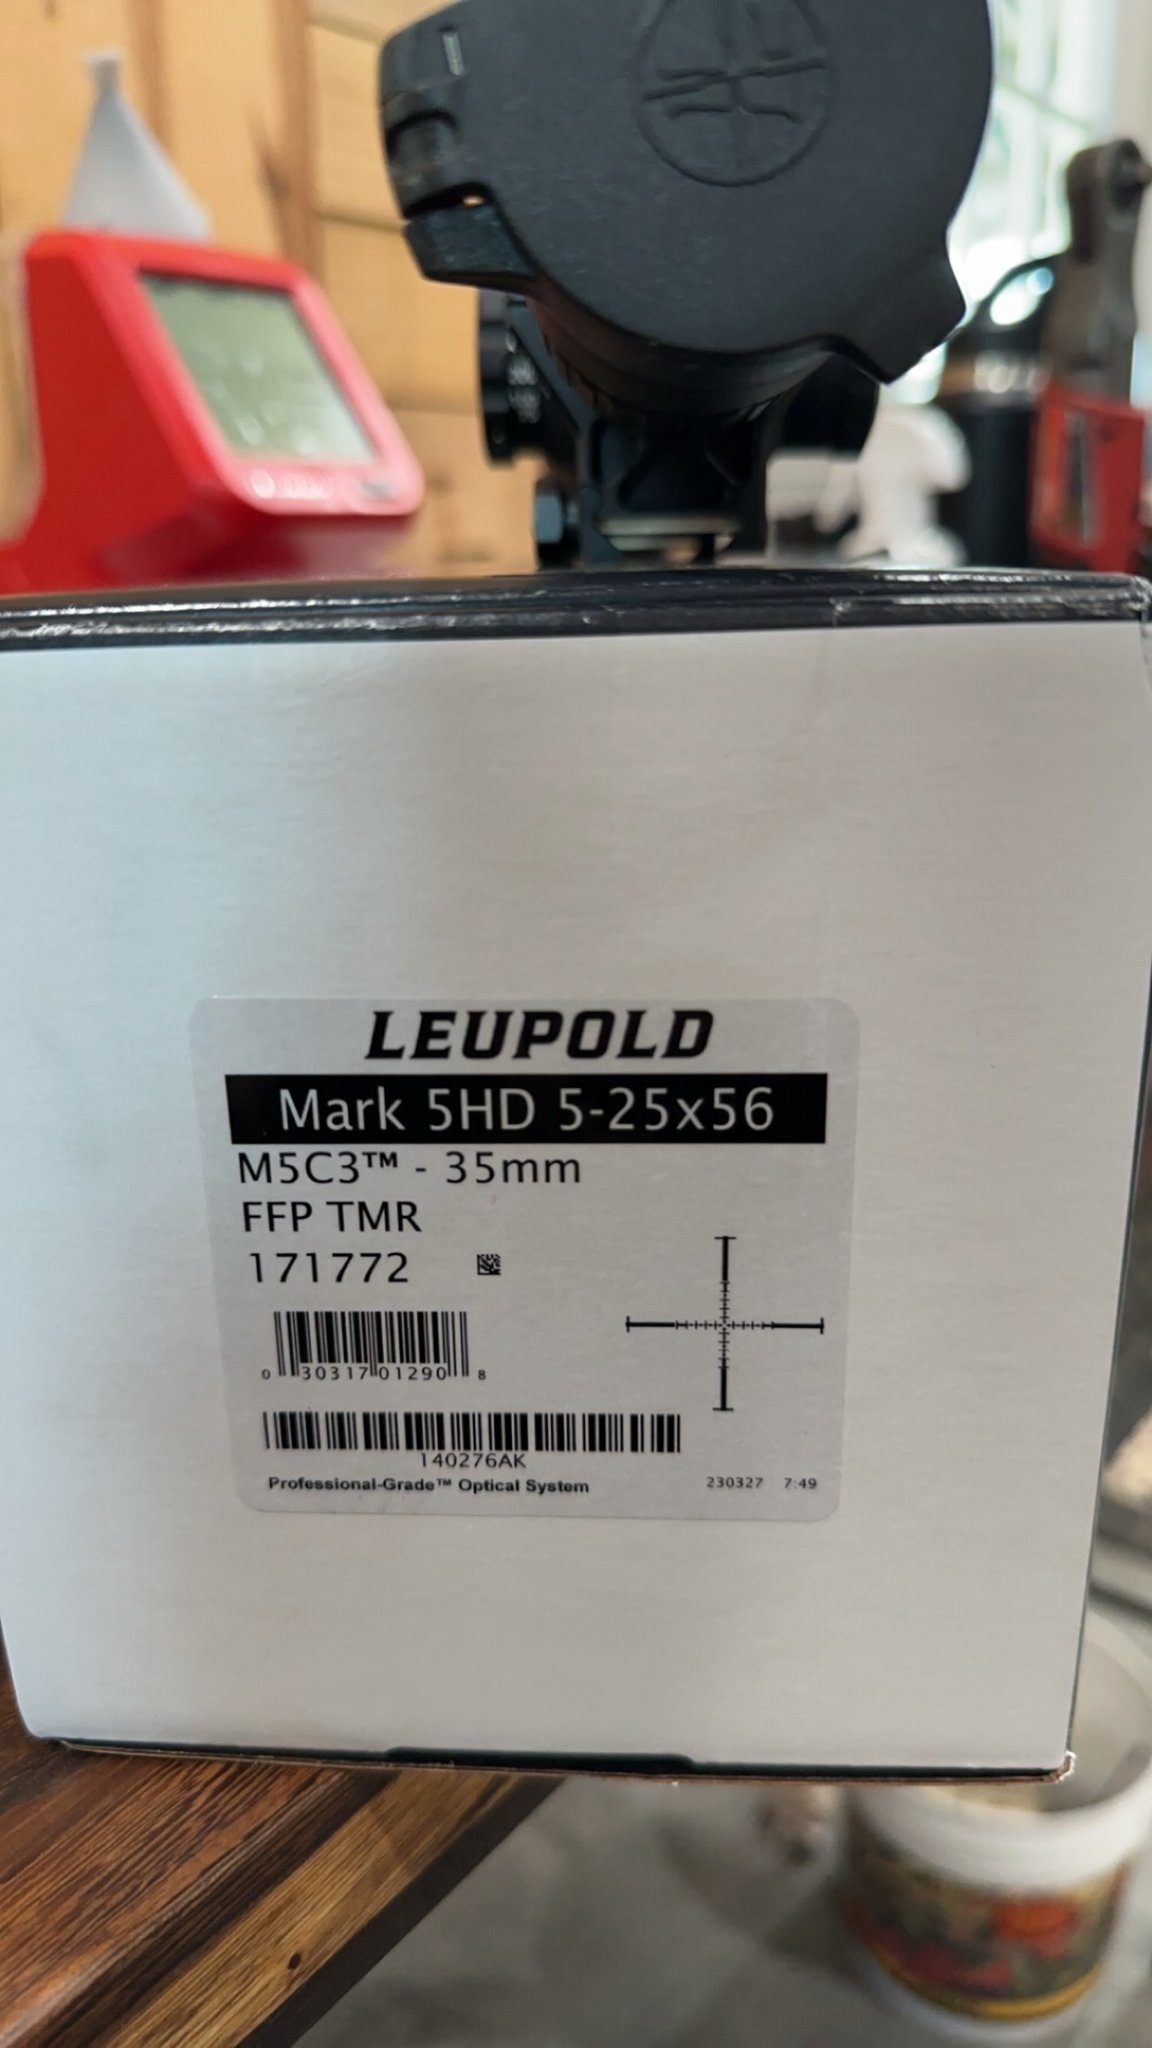 LEUPOLD
Mark 5HD 5-25x56
M5C3™ - 35mm
FFP TMR
171772
0 30317 01290 8
140276AK
Professional-Grade™ Optical System
230327 7:49